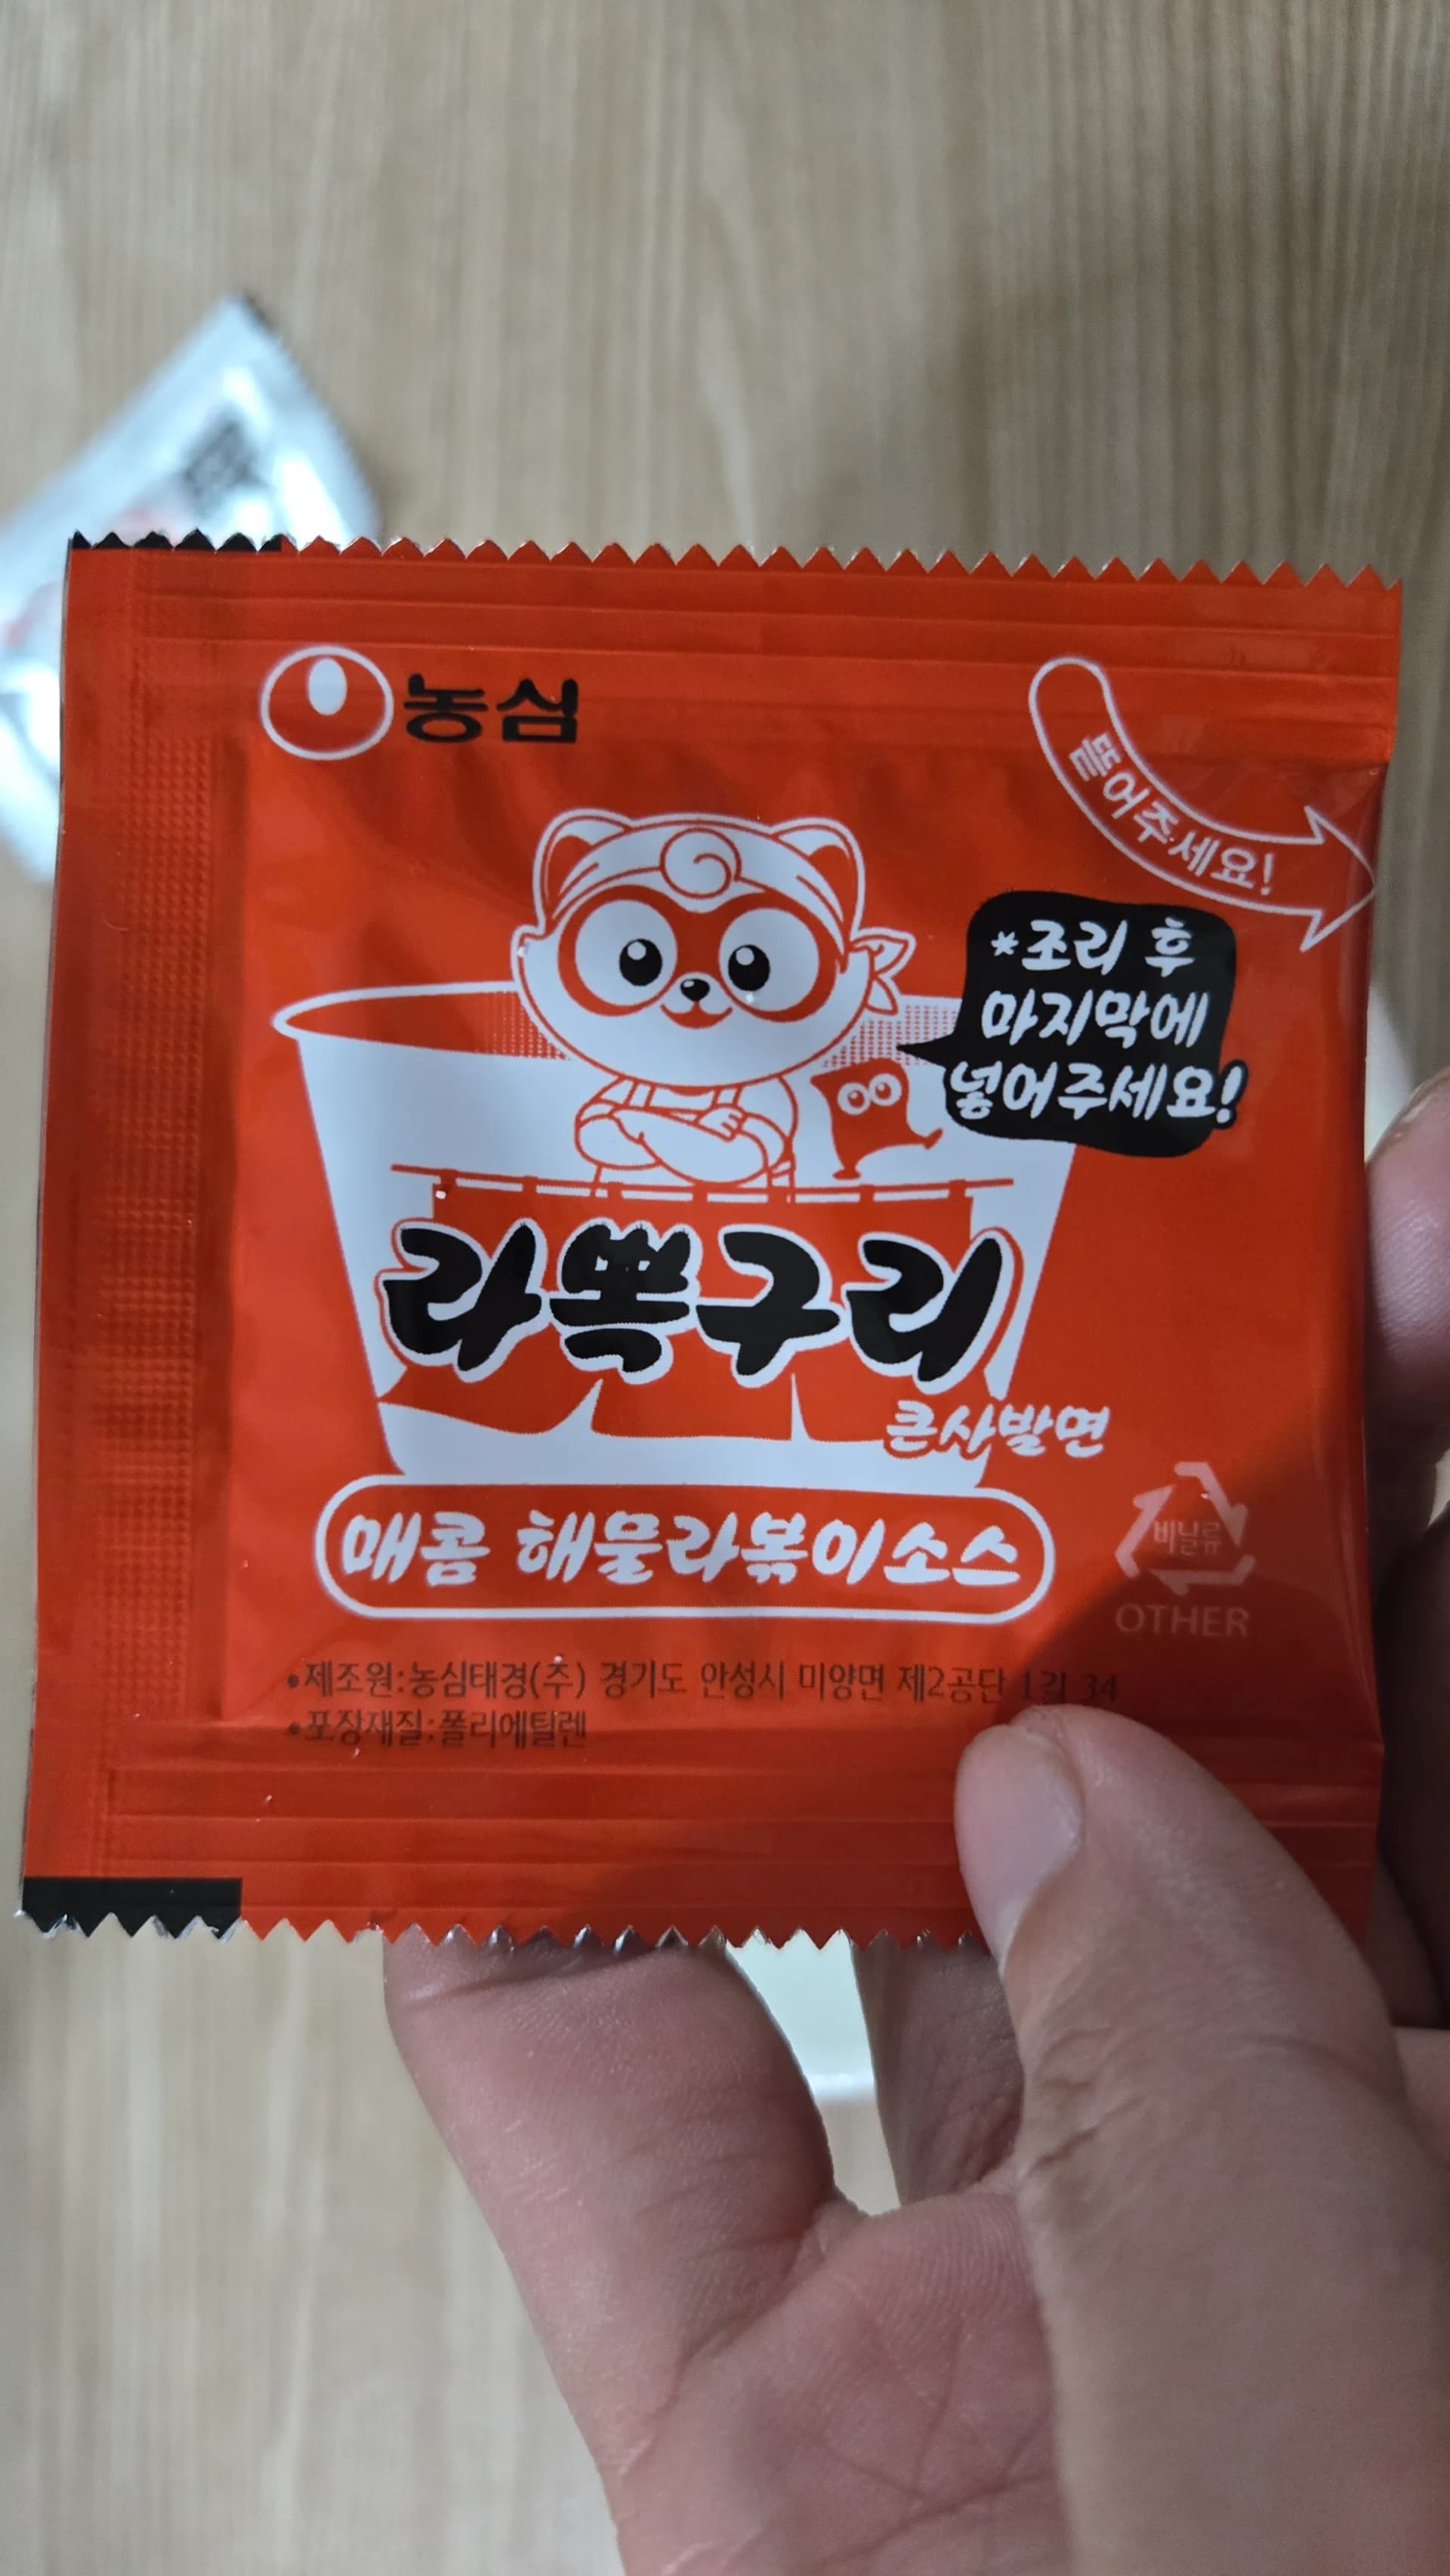 농심
뜯어주세요!
*조리 후
마지막에
넣어주세요!
라뽁구리
큰사발면
매콤 해물라볶이소스
비닐류
OTHER
•제조원:농심태경(주) 경기도 안성시 미양면 제2공단 1길 34
•포장재질:폴리에틸렌